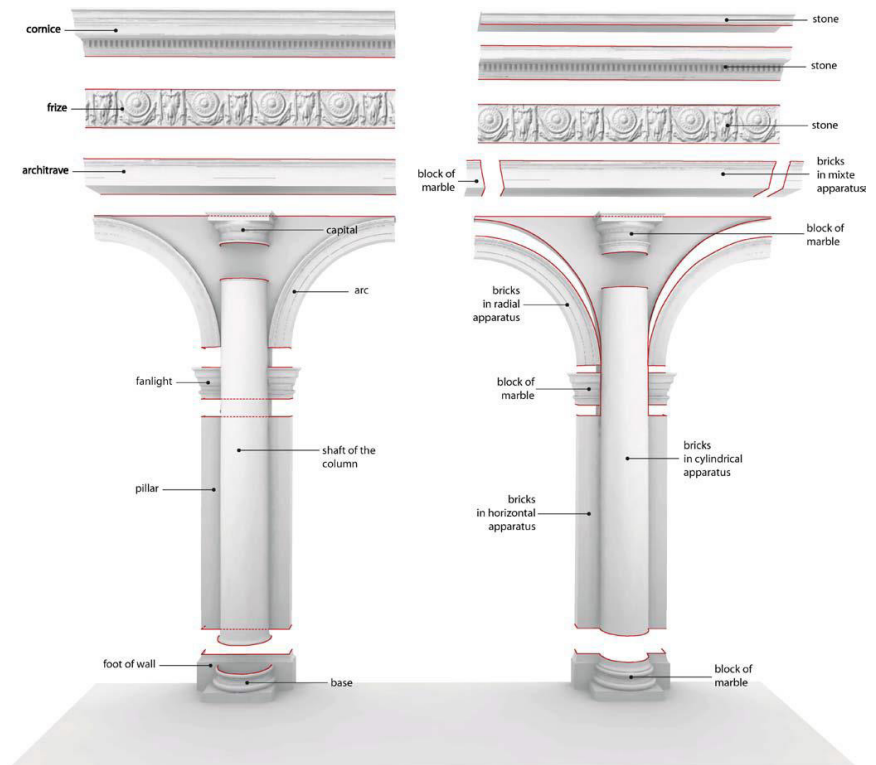 cornice
frize
architrave
capital
arc
fanlight
shaft of the
column
pillar
foot of wall
base
stone
stone
stone
block of
marble
bricks
in mixte
apparatus
block of
marble
bricks
in radial
apparatus
block of
marble
bricks
in cylindrical
apparatus
bricks
in horizontal
apparatus
block of
marble